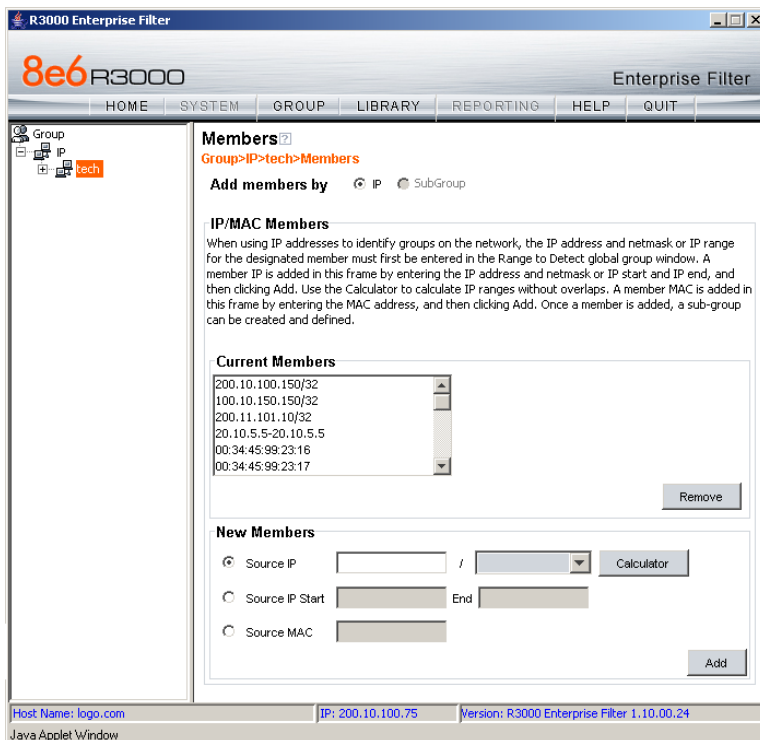 R3000 Enterprise Filter
8e6 R3000
Enterprise Filter
HOME SYSTEM GROUP LIBRARY REPORTING HELP QUIT
Group
IP
tech
Members?
Group>IP>tech>Members
Add members by IP SubGroup
IP/MAC Members
When using IP addresses to identify groups on the network, the IP address and netmask or IP range
for the designated member must first be entered in the Range to Detect global group window. A
member IP is added in this frame by entering the IP address and netmask or IP start and IP end, and
then clicking Add. Use the Calculator to calculate IP ranges without overlaps. A member MAC is added in
this frame by entering the MAC address, and then clicking Add. Once a member is added, a sub-group
can be created and defined.
Current Members
200.10.100.150/32
100.10.150.150/32
200.11.101.10/32
20.10.5.5-20.10.5.5
00:34:45:99:23:16
00:34:45:99:23:17
Remove
New Members
Source IP / Calculator
Source IP Start End
Source MAC
Add
Host Name: logo.com IP: 200.10.100.75 Version: R3000 Enterprise Filter 1.10.00.24
Java Applet Window